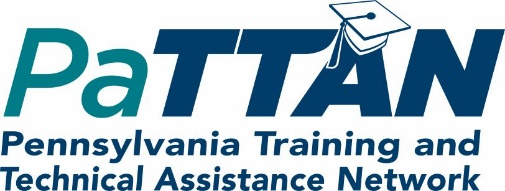 PaTTAN
Pennsylvania Training and
Technical Assistance Network